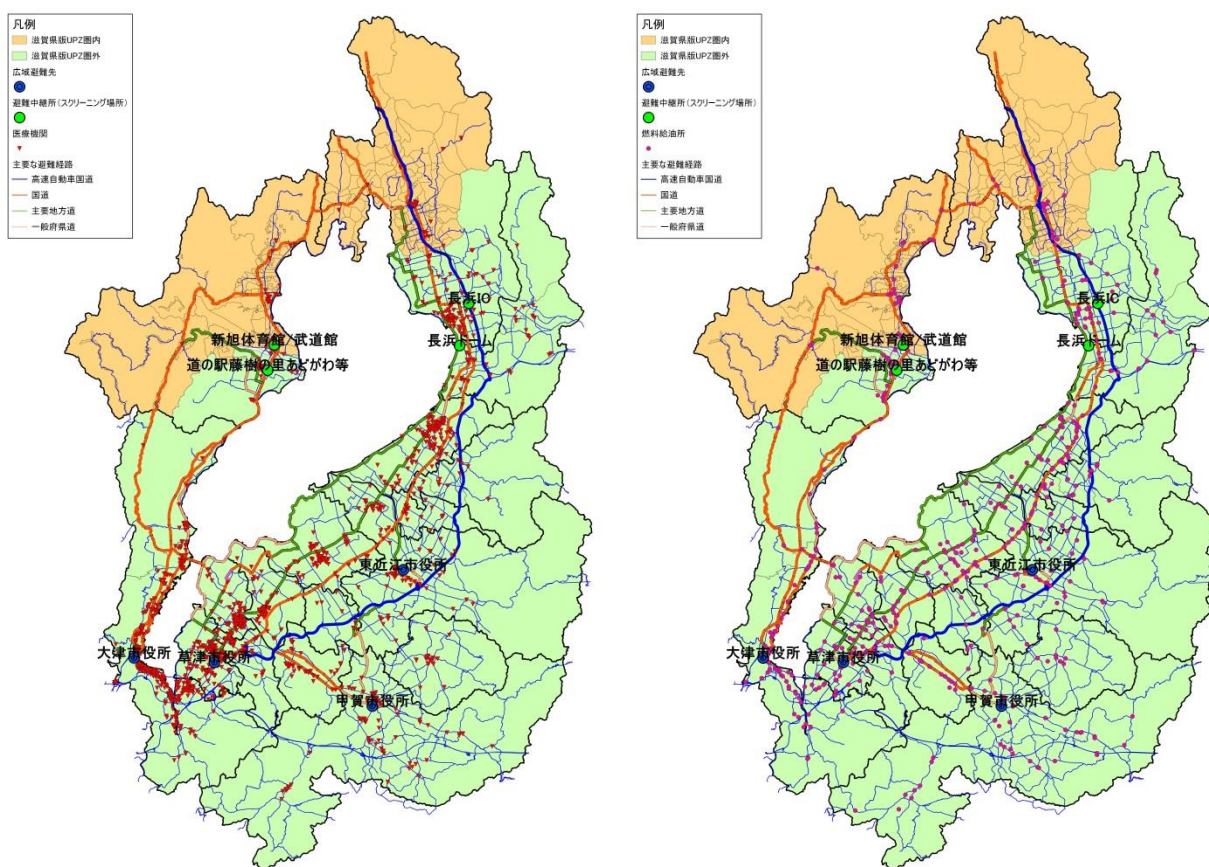 凡例
滋賀県版UPZ圏内
滋賀県版UPZ圏外
広域避難先
避難中継所(スクリーニング場所)
医療機関
主要な避難経路
高速自動車国道
国道
主要地方道
一般府県道
長浜IC
長浜ドーム
新旭体育館/武道館
道の駅藤樹の里あどがわ等
東近江市役所
大津市役所
草津市役所
甲賀市役所
凡例
滋賀県版UPZ圏内
滋賀県版UPZ圏外
広域避難先
避難中継所(スクリーニング場所)
燃料給油所
主要な避難経路
高速自動車国道
国道
主要地方道
一般府県道
長浜IC
長浜ドーム
新旭体育館/武道館
道の駅藤樹の里あどがわ等
東近江市役所
大津市役所
草津市役所
甲賀市役所